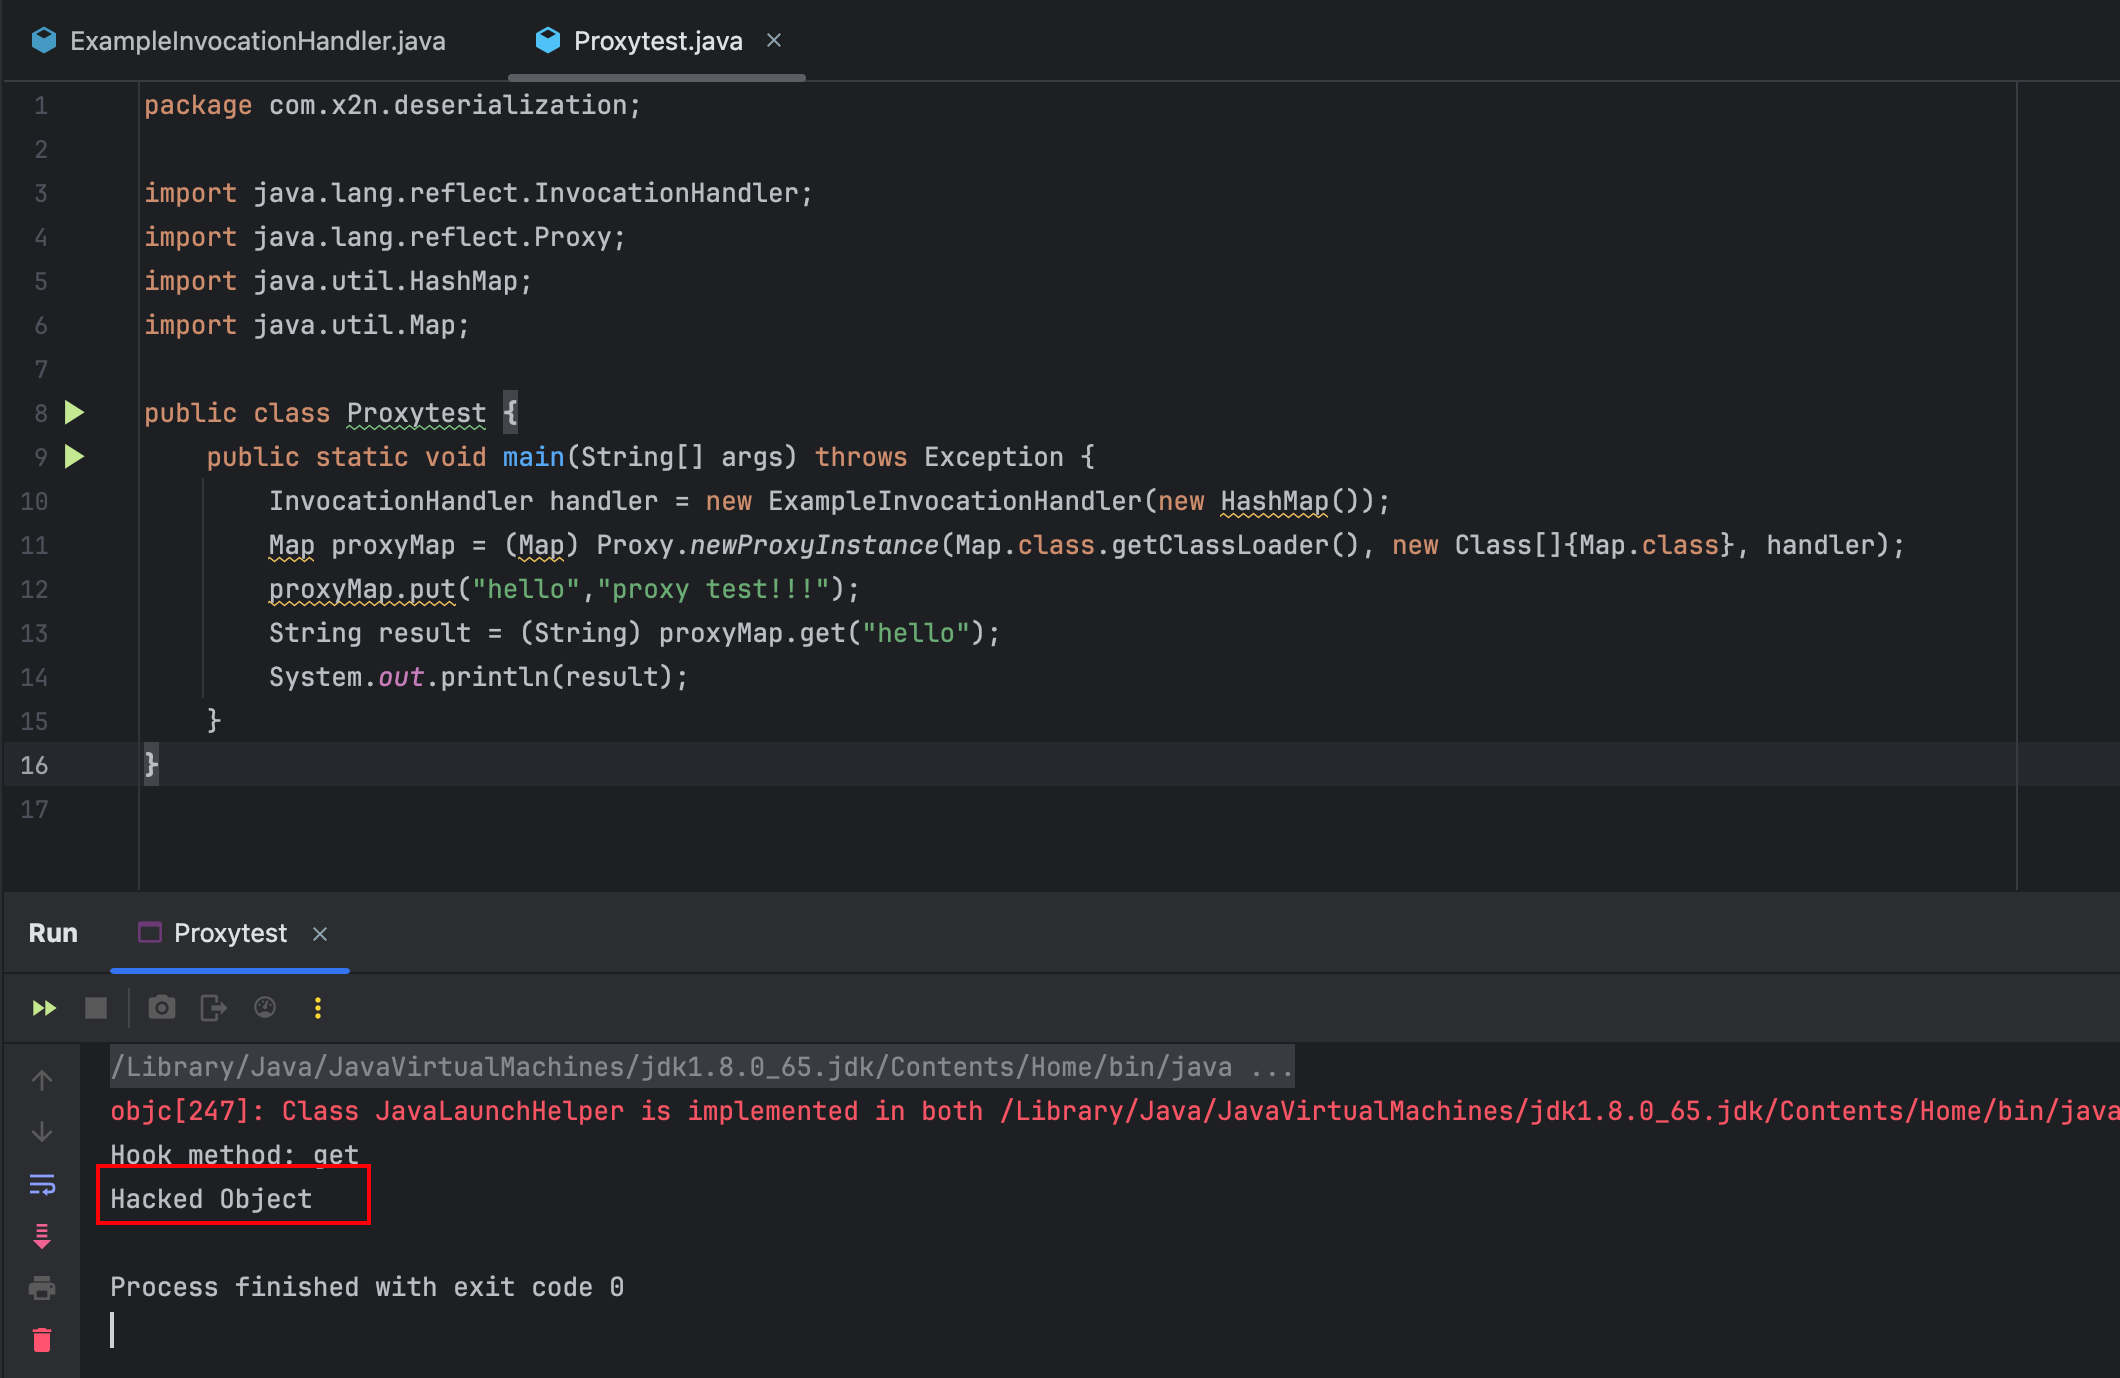 ExampleInvocationHandler.java Proxytest.java
1 package com.x2n.deserialization;
2
3 import java.lang.reflect.InvocationHandler;
4 import java.lang.reflect.Proxy;
5 import java.util.HashMap;
6 import java.util.Map;
7
8 public class Proxytest {
9 public static void main(String[] args) throws Exception {
10 InvocationHandler handler = new ExampleInvocationHandler(new HashMap());
11 Map proxyMap = (Map) Proxy.newProxyInstance(Map.class.getClassLoader(), new Class[]{Map.class}, handler);
12 proxyMap.put("hello","proxy test!!!");
13 String result = (String) proxyMap.get("hello");
14 System.out.println(result);
15 }
16 }
17
Run Proxytest
/Library/Java/JavaVirtualMachines/jdk1.8.0_65.jdk/Contents/Home/bin/java ...
objc[247]: Class JavaLaunchHelper is implemented in both /Library/Java/JavaVirtualMachines/jdk1.8.0_65.jdk/Contents/Home/bin/java
Hook method: get
Hacked Object
Process finished with exit code 0